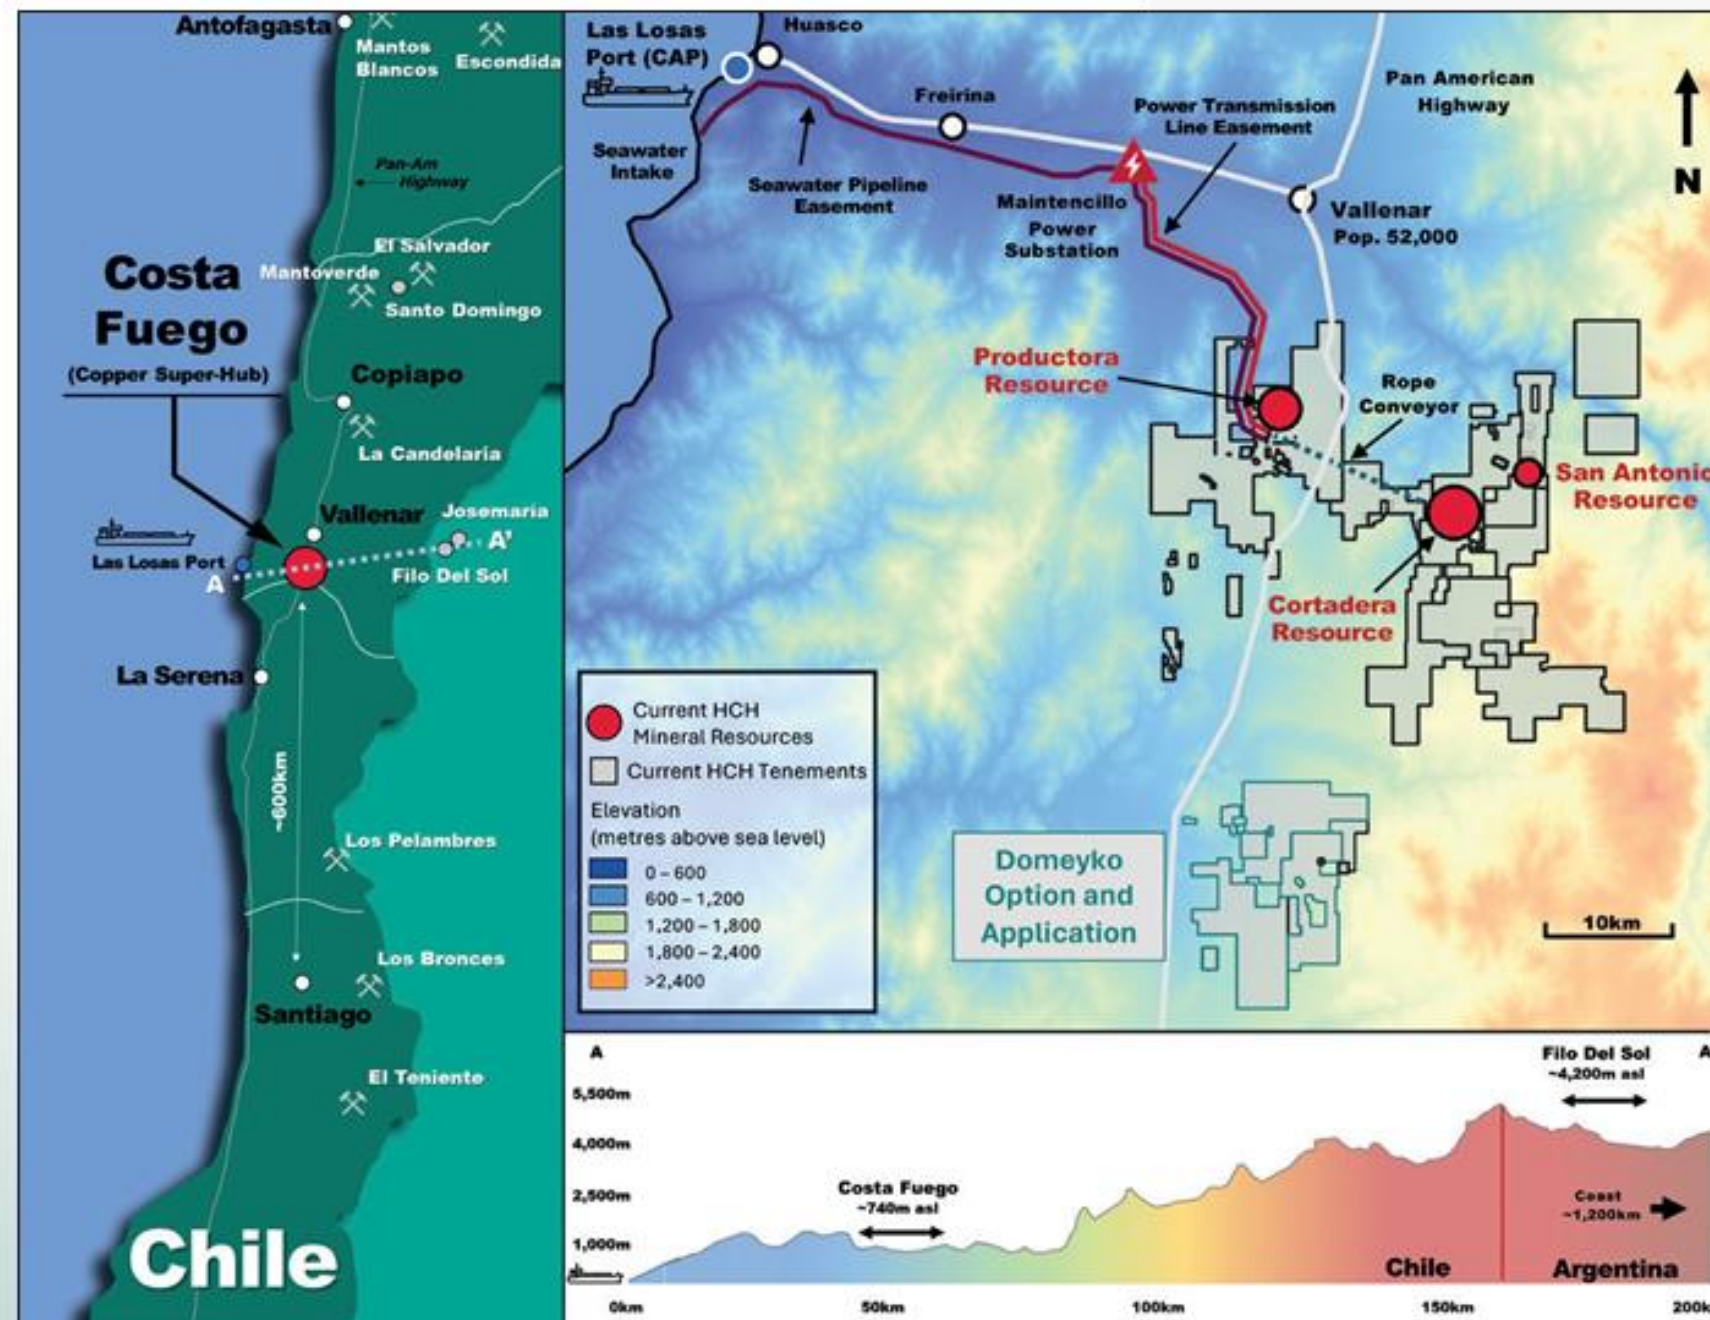 Antofagasta
Mantos
Blancos
Escondida
Pan-Am
Highway
El Salvador
Mantoverde
Santo Domingo
Costa
Fuego
(Copper Super-Hub)
Copiapo
La Candelaria
Vallenar
Josemaria
Las Losas Port
A
A'
Filo Del Sol
La Serena
~600km
Los Pelambres
Los Bronces
Santiago
El Teniente
Chile
Las Losas
Port (CAP)
Huasco
Freirina
Pan American
Highway
Power Transmission
Line Easement
Seawater
Intake
Seawater Pipeline
Easement
Maintencillo
Power
Substation
Vallenar
Pop. 52,000
N
Productora
Resource
Rope
Conveyor
San Antonio
Resource
Cortadera
Resource
Current HCH
Mineral Resources
Current HCH Tenements
Elevation
(metres above sea level)
0 – 600
600 – 1,200
1,200 – 1,800
1,800 – 2,400
>2,400
Domeyko
Option and
Application
10km
A
A
Filo Del Sol
~4,200m asl
5,500m
4,000m
2,500m
1,000m
Costa Fuego
~740m asl
Coast
~1,200km
Chile
Argentina
0km
50km
100km
150km
200k